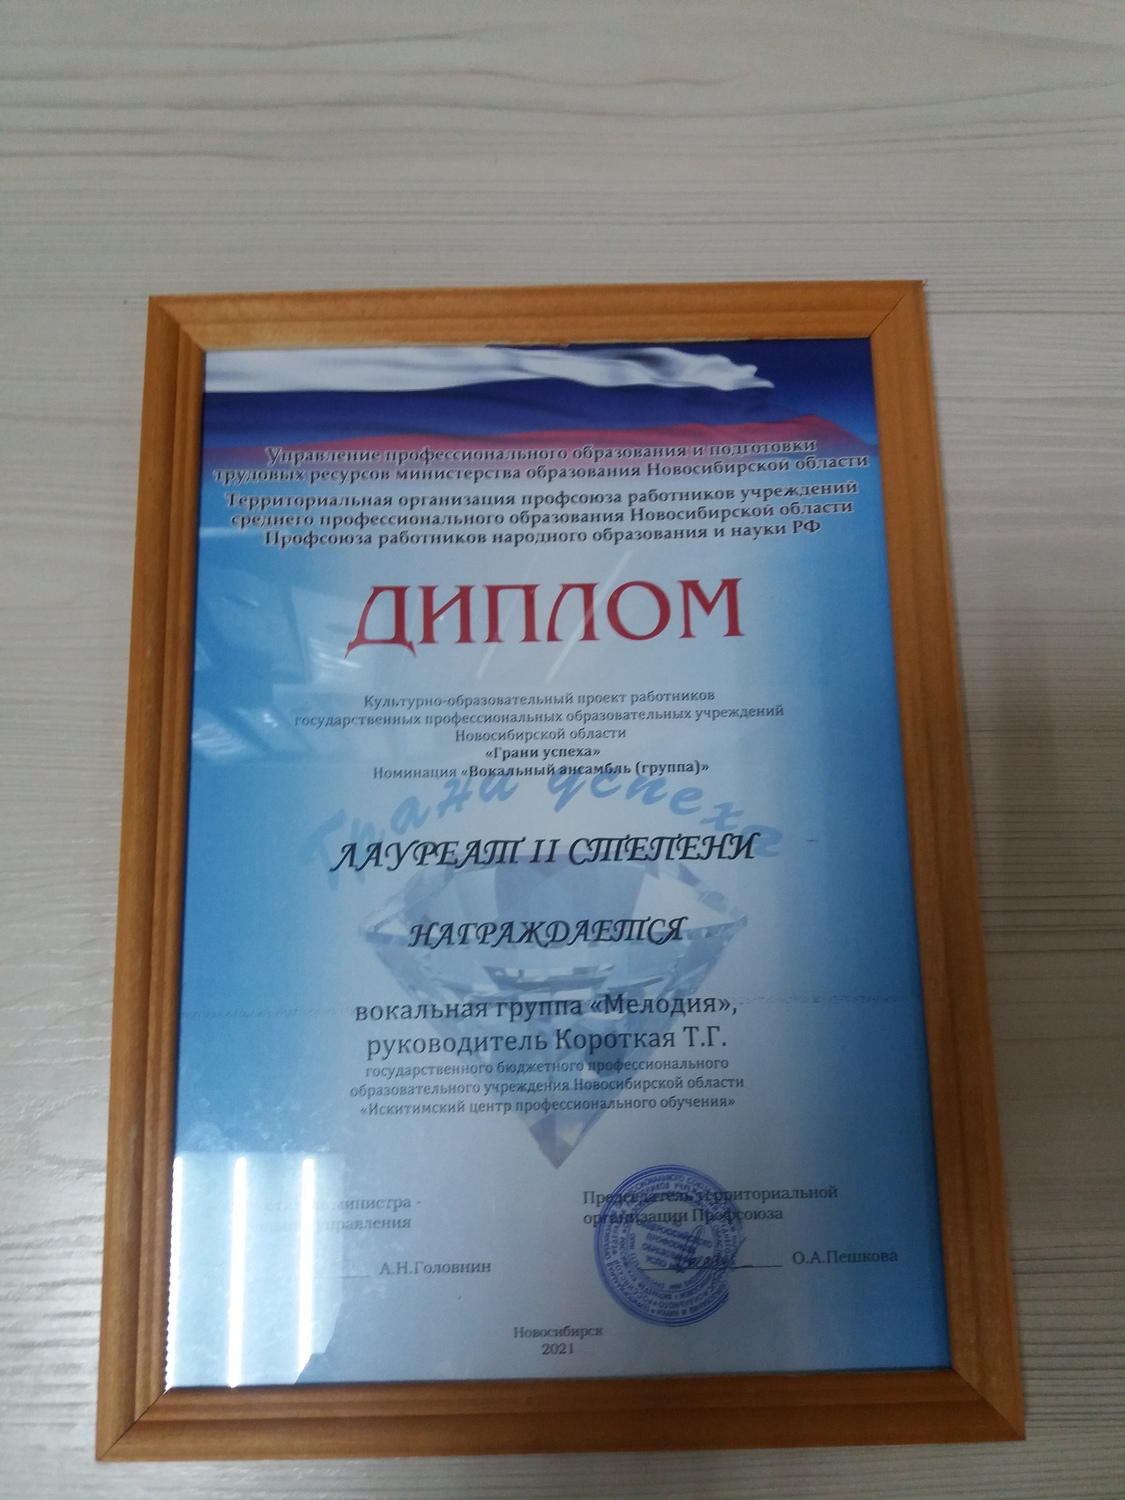 Управление профессионального образования и подготовки
трудовых ресурсов министерства образования Новосибирской области
Территориальная организация профсоюза работников учреждений
среднего профессионального образования Новосибирской области
Профсоюза работников народного образования и науки РФ
ДИПЛОМ
Культурно-образовательный проект работников
государственных профессиональных образовательных учреждений
Новосибирской области
«Грани успеха»
Номинация «Вокальный ансамбль (группа)»
Грани успеха
ЛАУРЕАТ II СТЕПЕНИ
НАГРАЖДАЕТСЯ
вокальная группа «Мелодия»,
руководитель Короткая Т.Г.
государственного бюджетного профессионального
образовательного учреждения Новосибирской области
«Искитимский центр профессионального обучения»
министра -
управления
А.Н.Головнин
Председатель территориальной
организации Профсоюза
О.А.Пешкова
Новосибирск
2021